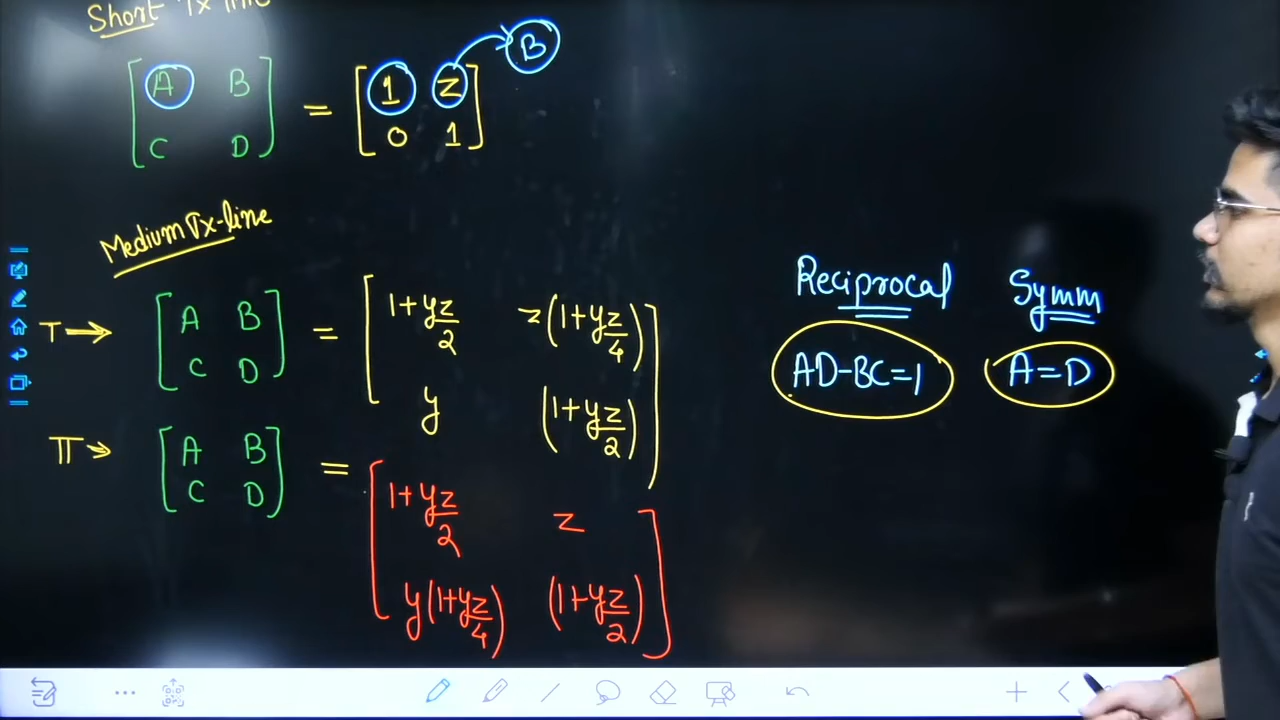 Short Tx line
[A B
C D] = [1 z
0 1] → B
Medium Tx-line
T → [A B
C D] = [1+yz/2 z(1+yz/4)
y (1+yz/2)]
Reciprocal Symm
AD-BC=1 A=D
π → [A B
C D] = [1+yz/2 z
y(1+yz/4) (1+yz/2)]